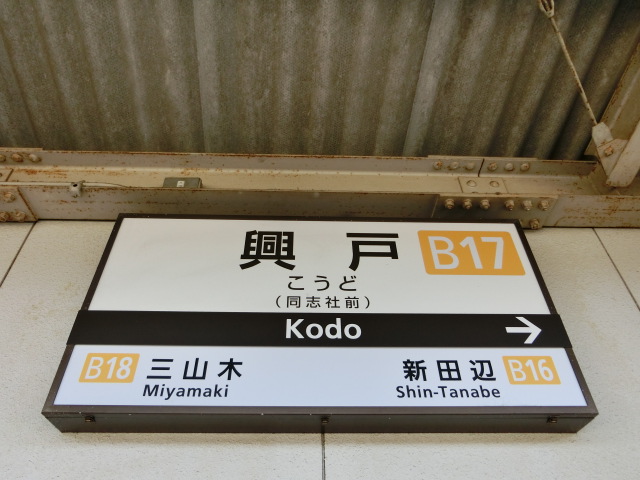 興戸 B17
こうど
(同志社前)
Kodo →
B18 三山木
Miyamaki
新田辺 B16
Shin-Tanabe